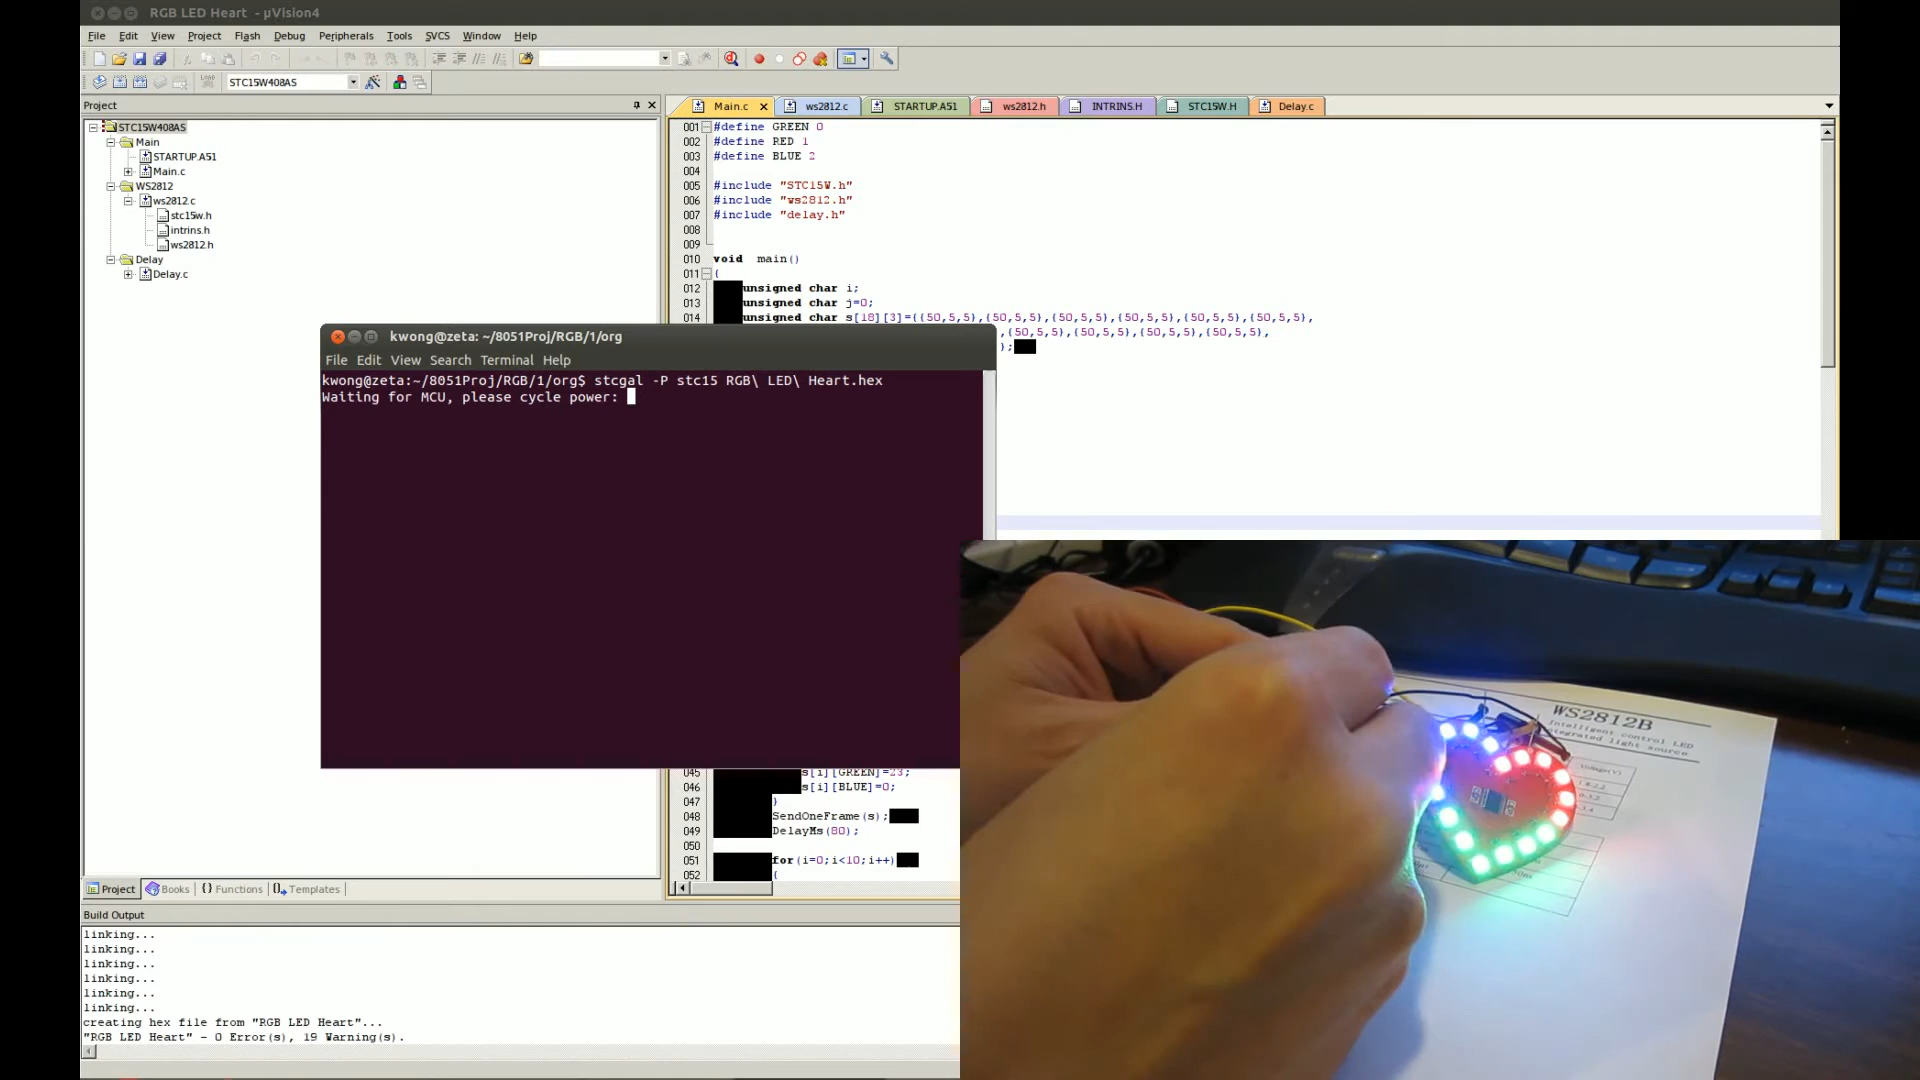 RGB LED Heart - µVision4
File Edit View Project Flash Debug Peripherals Tools SVCS Window Help
STC15W408AS
Project
Main.c ws2812.c STARTUP.A51 ws2812.h INTRINS.H STC15W.H Delay.c
STC15W408AS
Main
STARTUP.A51
Main.c
WS2812
ws2812.c
stc15w.h
intrins.h
ws2812.h
Delay
Delay.c
001 #define GREEN 0
002 #define RED 1
003 #define BLUE 2
004
005 #include "STC15W.h"
006 #include "ws2812.h"
007 #include "delay.h"
008
009
010 void main()
011 {
012 unsigned char i;
013 unsigned char j=0;
014 unsigned char s[18][3]={{50,5,5},{50,5,5},{50,5,5},{50,5,5},{50,5,5},{50,5,5},
,{50,5,5},{50,5,5},{50,5,5},{50,5,5},
};
kwong@zeta: ~/8051Proj/RGB/1/org
File Edit View Search Terminal Help
kwong@zeta:~/8051Proj/RGB/1/org$ stcgal -P stc15 RGB\ LED\ Heart.hex
Waiting for MCU, please cycle power:
045 s[i][GREEN]=23;
046 s[i][BLUE]=0;
047 }
048 SendOneFrame(s);
049 DelayMs(80);
050
051 for(i=0;i<10;i++)
052 {
Project Books {} Functions Templates
Build Output
linking...
linking...
linking...
linking...
linking...
linking...
creating hex file from "RGB LED Heart"...
"RGB LED Heart" - 0 Error(s), 19 Warning(s).
WS2812B
Intelligent control LED
integrated light source